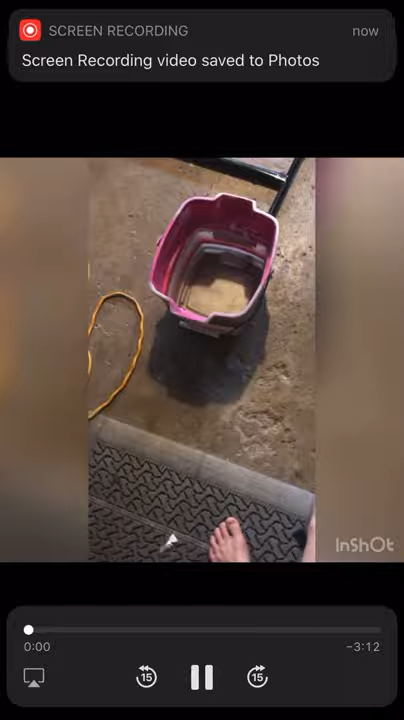 SCREEN RECORDING
now
Screen Recording video saved to Photos
InShOt
0:00
−3:12
15
15